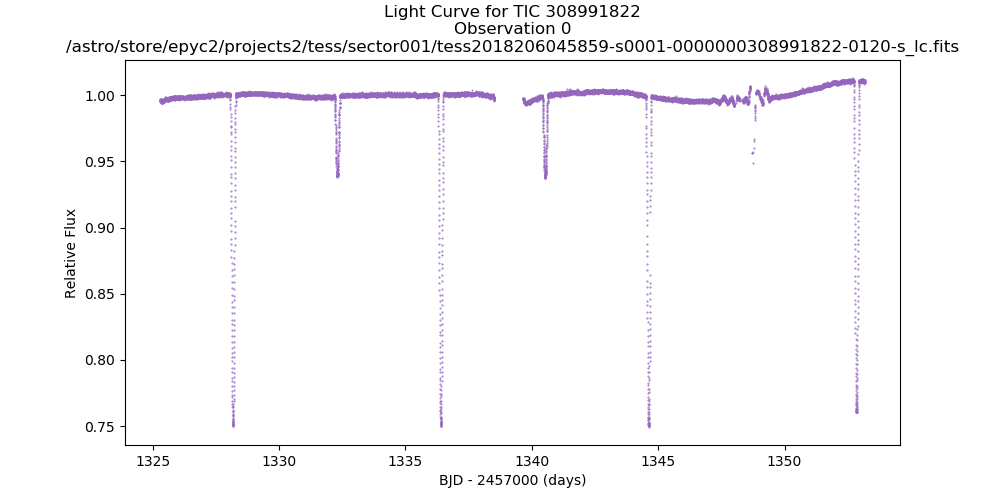 Light Curve for TIC 308991822
Observation 0
/astro/store/epyc2/projects2/tess/sector001/tess2018206045859-s0001-0000000308991822-0120-s_lc.fits
1.00
0.95
0.90
0.85
0.80
0.75
Relative Flux
1325
1330
1335
1340
1345
1350
BJD - 2457000 (days)